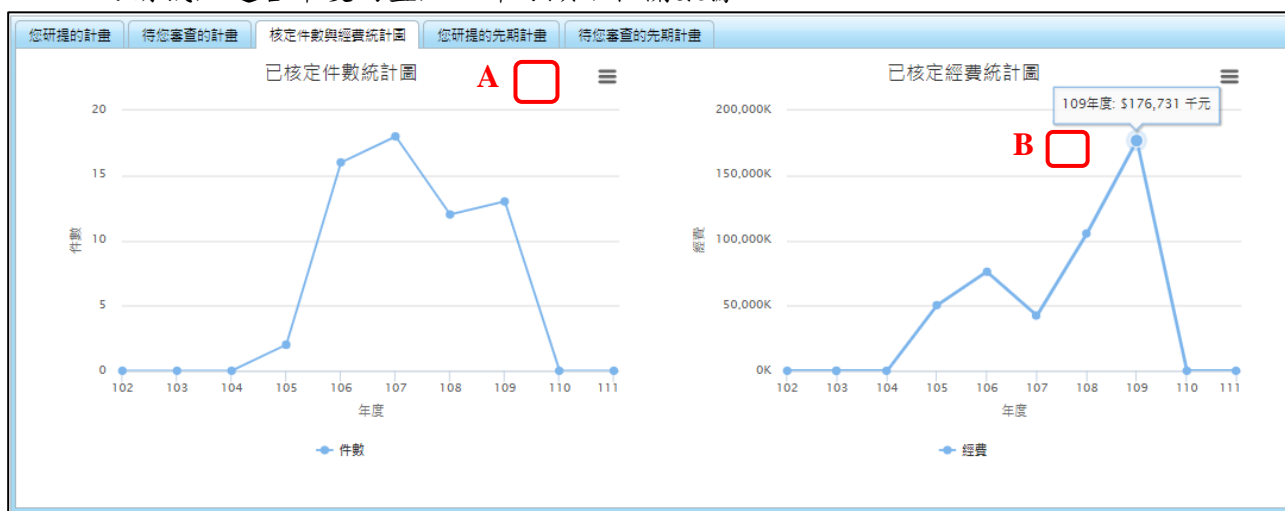 您研提的計畫 待您審查的計畫 核定件數與經費統計圖 您研提的先期計畫 待您審查的先期計畫
已核定件數統計圖
A
20
15
10
5
0
件數
102 103 104 105 106 107 108 109 110 111
年度
件數
已核定經費統計圖
109年度: $176,731 千元
B
200,000K
150,000K
100,000K
50,000K
0K
經費
102 103 104 105 106 107 108 109 110 111
年度
經費